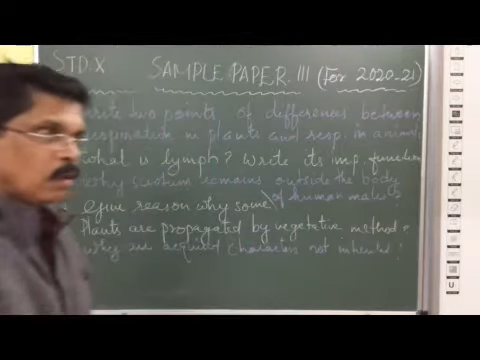 STD.X SAMPLE PAPER. III (For 2020-21)
write two points of differences between
respiration in plants and resp. in animals
What is lymph? Write its imp. function
why scrotum remains outside the body
of human males?
Give reason why some
Plants are propagated by vegetative method?
Why are acquired characters not inherited!